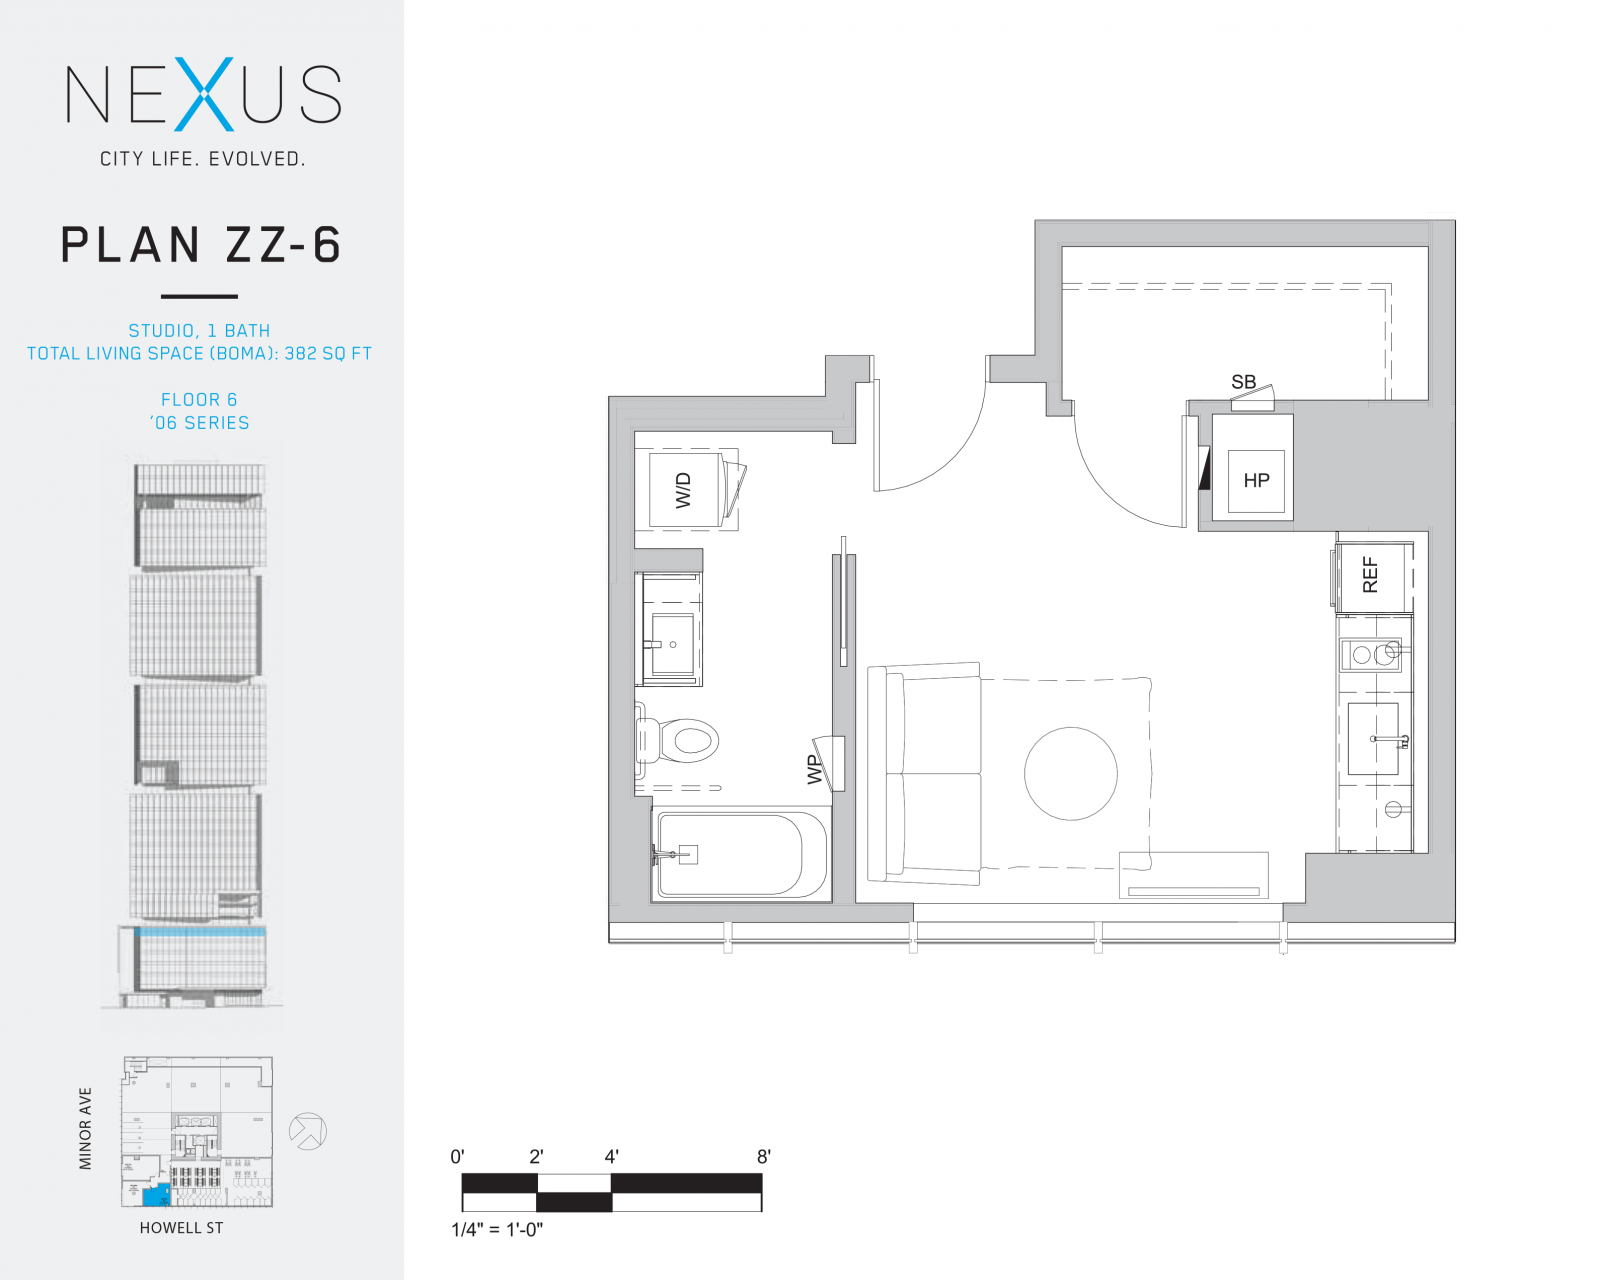 NEXUS
CITY LIFE. EVOLVED.
PLAN ZZ-6
STUDIO, 1 BATH
TOTAL LIVING SPACE (BOMA): 382 SQ FT
FLOOR 6
'06 SERIES
MINOR AVE
HOWELL ST
SB
HP
W/D
REF
WP
0' 2' 4' 8'
1/4" = 1'-0"